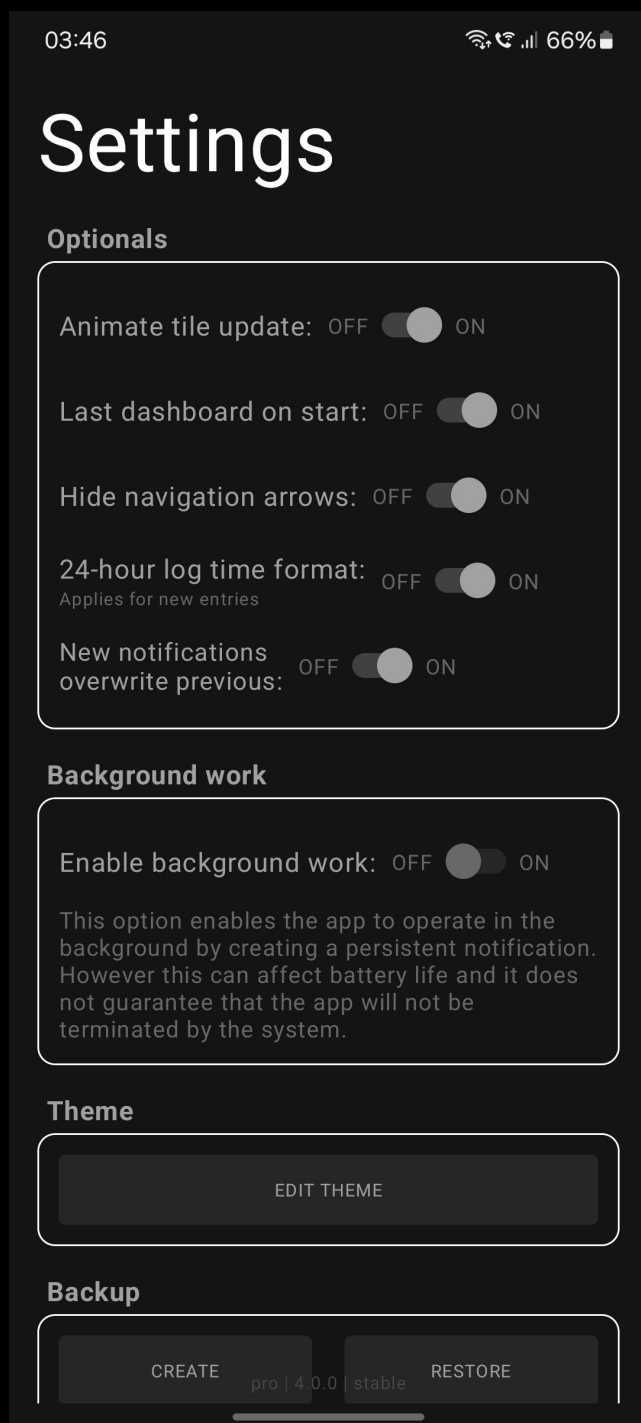 03:46 66%
Settings
Optionals
Animate tile update: OFF ON
Last dashboard on start: OFF ON
Hide navigation arrows: OFF ON
24-hour log time format: OFF ON
Applies for new entries
New notifications
overwrite previous: OFF ON
Background work
Enable background work: OFF ON
This option enables the app to operate in the
background by creating a persistent notification.
However this can affect battery life and it does
not guarantee that the app will not be
terminated by the system.
Theme
EDIT THEME
Backup
CREATE RESTORE
pro | 4.0.0 | stable